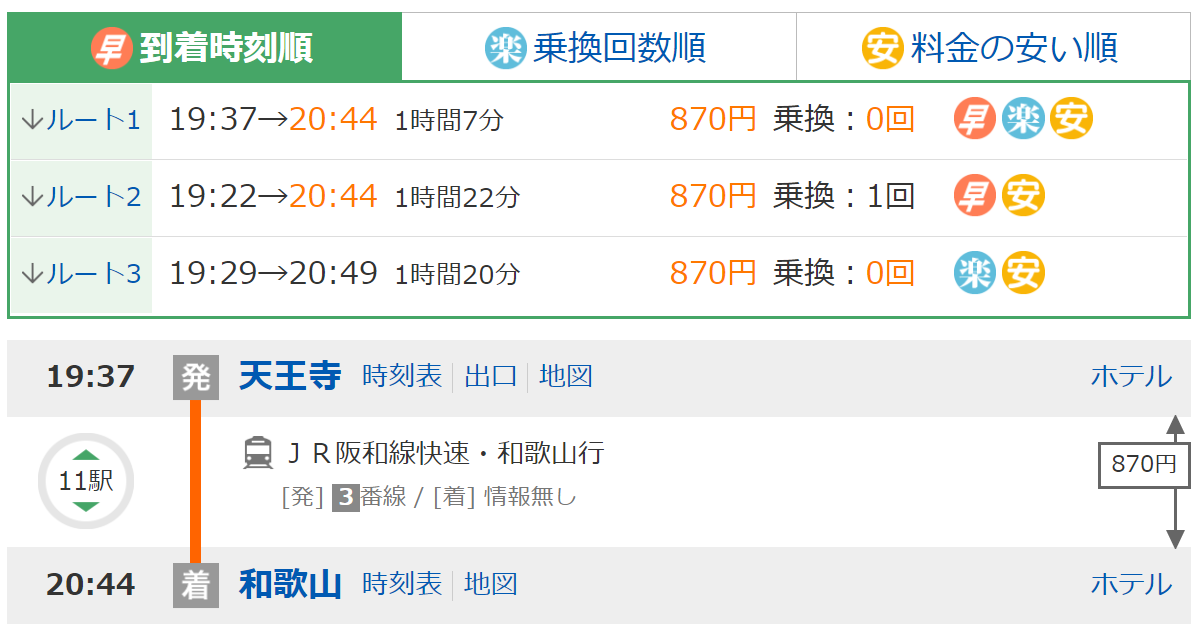 早 到着時刻順 楽 乗換回数順 安 料金の安い順
↓ルート1 19:37→20:44 1時間7分 870円 乗換：0回 早 楽 安
↓ルート2 19:22→20:44 1時間22分 870円 乗換：1回 早 安
↓ルート3 19:29→20:49 1時間20分 870円 乗換：0回 楽 安
19:37 発 天王寺 時刻表 出口 地図 ホテル
ＪＲ阪和線快速・和歌山行
11駅 870円
[発] 3番線 / [着] 情報無し
20:44 着 和歌山 時刻表 地図 ホテル